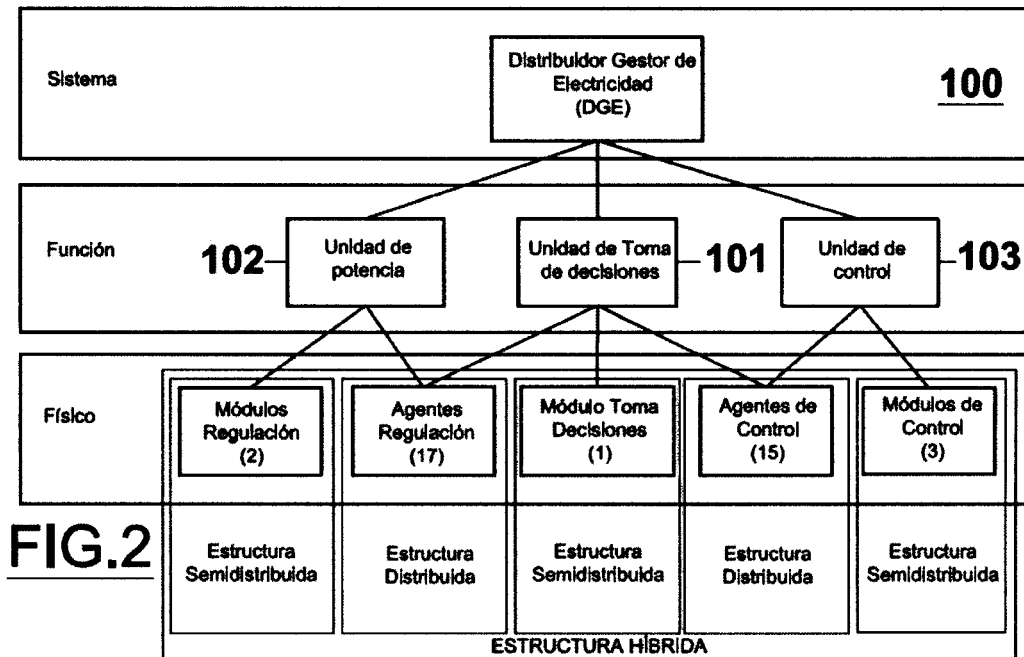 Sistema
Distribuidor Gestor de
Electricidad
(DGE)
100
Función
102
Unidad de
potencia
Unidad de Toma
de decisiones
101
Unidad de
control
103
Físico
Módulos
Regulación
(2)
Agentes
Regulación
(17)
Módulo Toma
Decisiones
(1)
Agentes de
Control
(15)
Módulos de
Control
(3)
FIG.2
Estructura
Semidistribuida
Estructura
Distribuida
Estructura
Semidistribuida
Estructura
Distribuida
Estructura
Semidistribuida
ESTRUCTURA HÍBRIDA